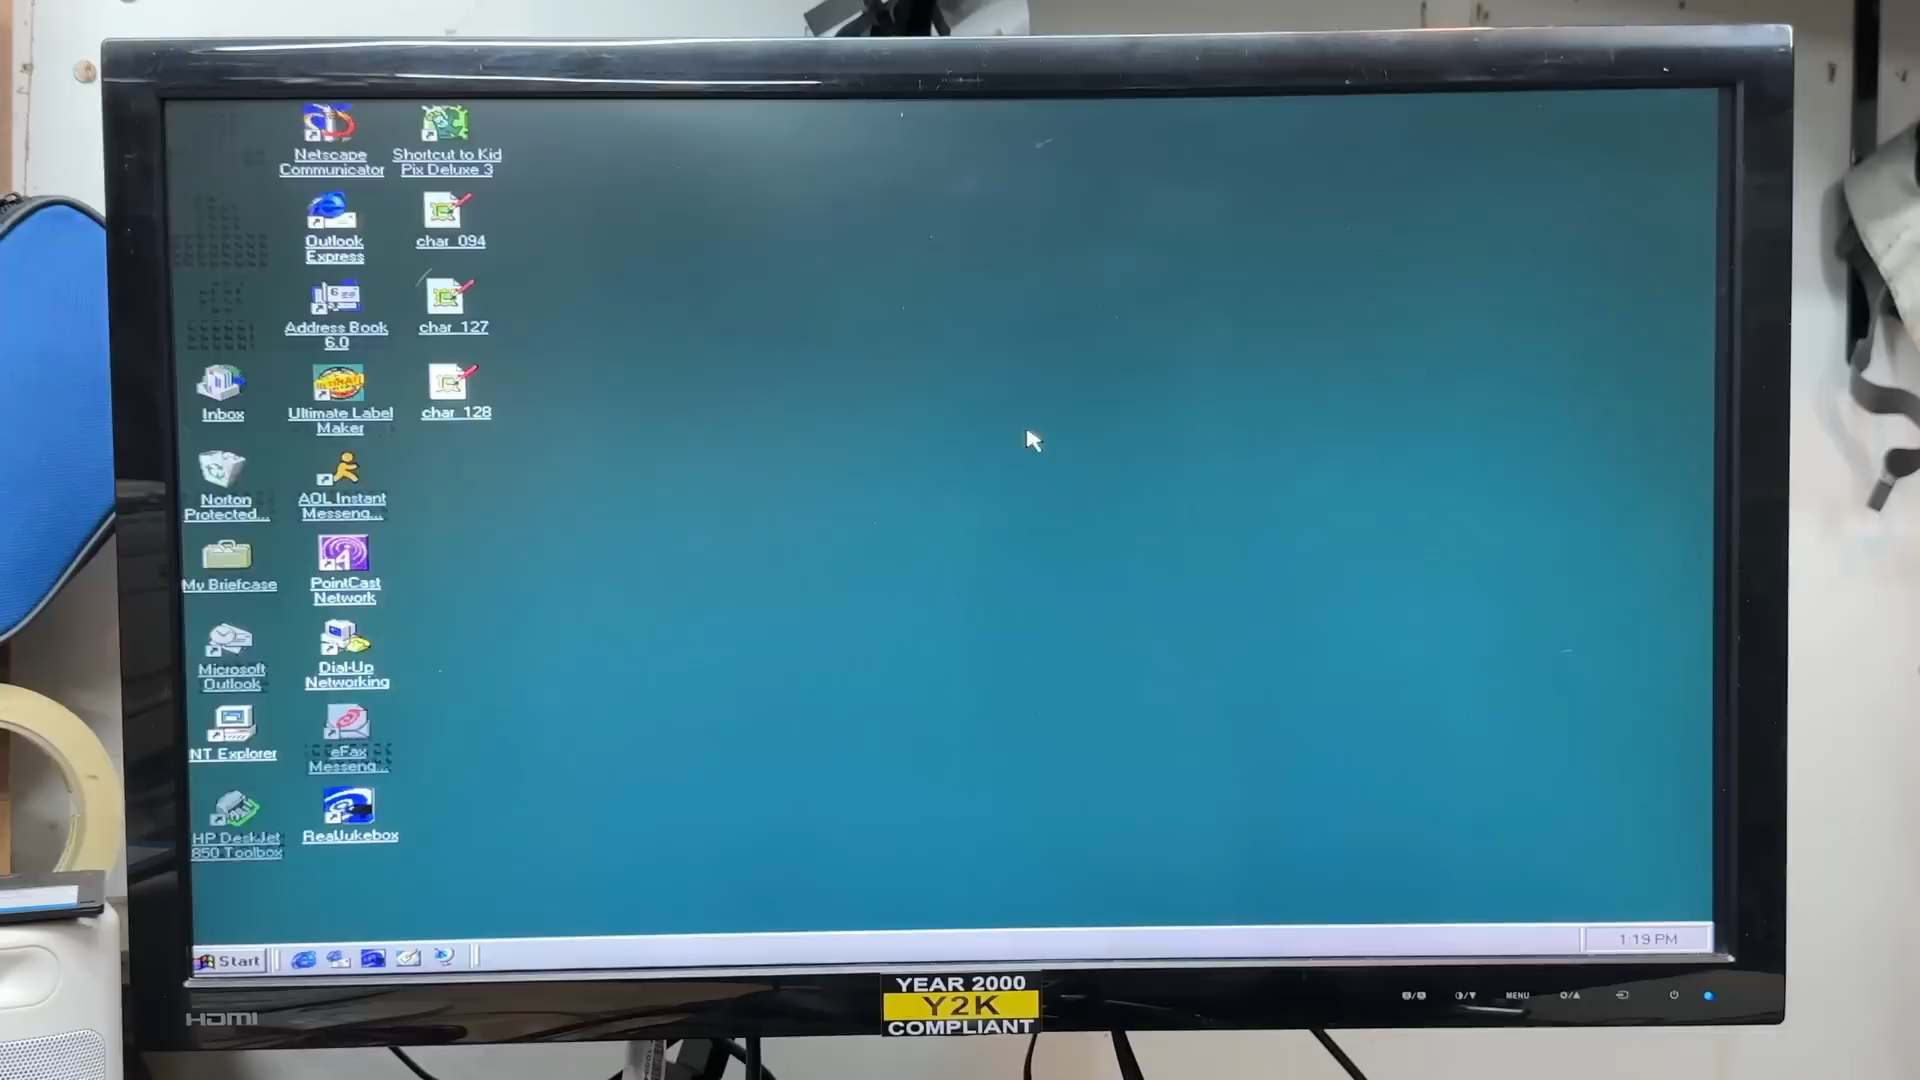 Netscape
Communicator
Shortcut to Kid
Pix Deluxe 3
Outlook
Express
char_094
Address Book
6.0
char_127
Inbox
Ultimate Label
Maker
char_128
Norton
Protected...
AOL Instant
Messeng...
My Briefcase
PointCast
Network
Microsoft
Outlook
Dial-Up
Networking
NT Explorer
eFax
Messeng...
HP DeskJet
850 Toolbox
RealJukebox
Start
1:19 PM
HDMI
YEAR 2000
Y2K
COMPLIANT
MENU